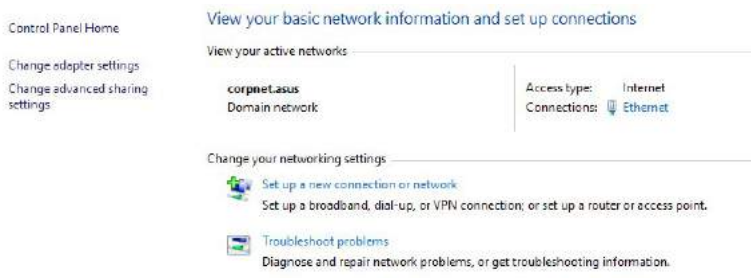 Control Panel Home
Change adapter settings
Change advanced sharing
settings
View your basic network information and set up connections
View your active networks
corpnet.asus
Domain network
Access type: Internet
Connections: Ethernet
Change your networking settings
Set up a new connection or network
Set up a broadband, dial-up, or VPN connection; or set up a router or access point.
Troubleshoot problems
Diagnose and repair network problems, or get troubleshooting information.